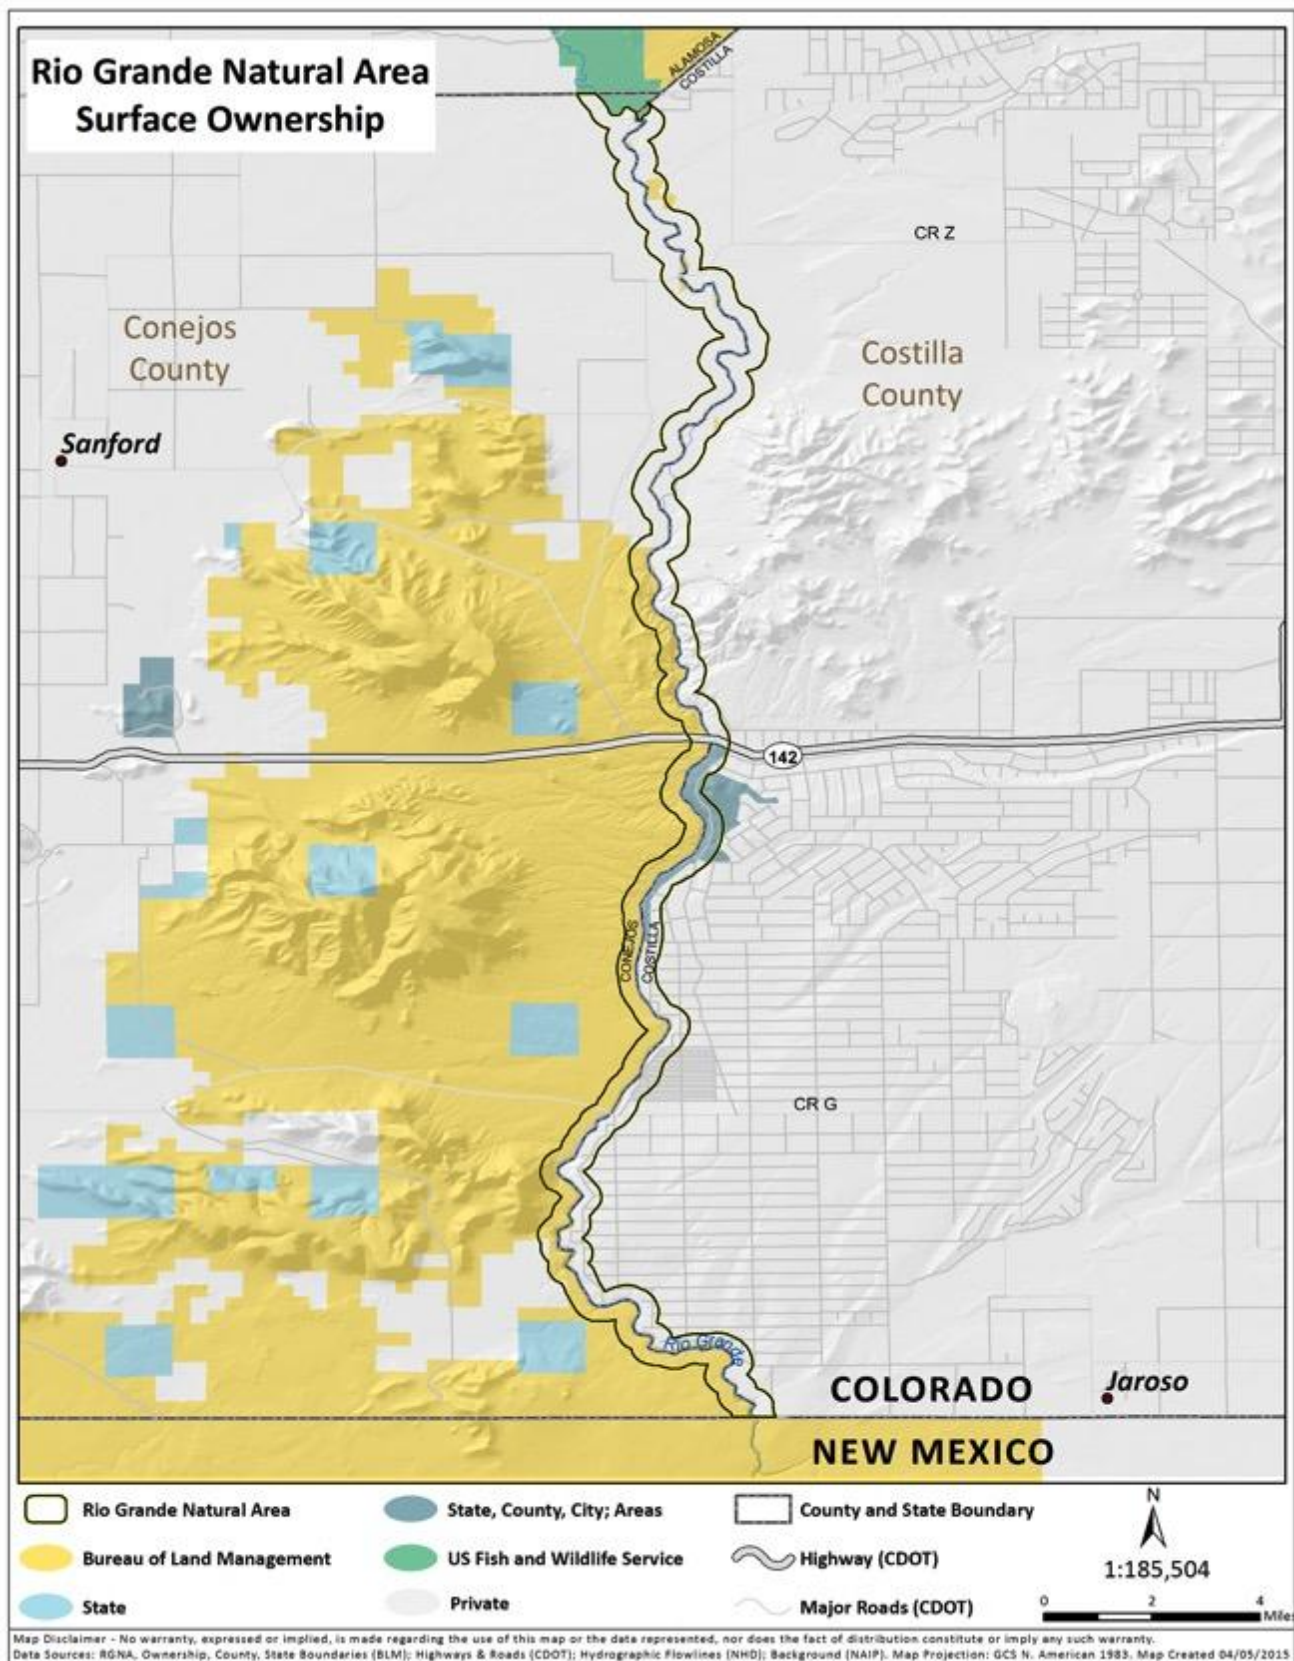 Rio Grande Natural Area
Surface Ownership
ALAMOSA
COSTILLA
CR Z
Conejos
County
Costilla
County
Sanford
142
CONEJOS
COSTILLA
CR G
Rio Grande
COLORADO
Jaroso
NEW MEXICO
Rio Grande Natural Area
State, County, City; Areas
County and State Boundary
N
Bureau of Land Management
US Fish and Wildlife Service
Highway (CDOT)
1:185,504
State
Private
Major Roads (CDOT)
0 2 4
Miles
Map Disclaimer - No warranty, expressed or implied, is made regarding the use of this map or the data represented, nor does the fact of distribution constitute or imply any such warranty.
Data Sources: RGNA, Ownership, County, State Boundaries (BLM); Highways & Roads (CDOT); Hydrographic Flowlines (NHD); Background (NAIP). Map Projection: GCS N. American 1983. Map Created 04/05/2015